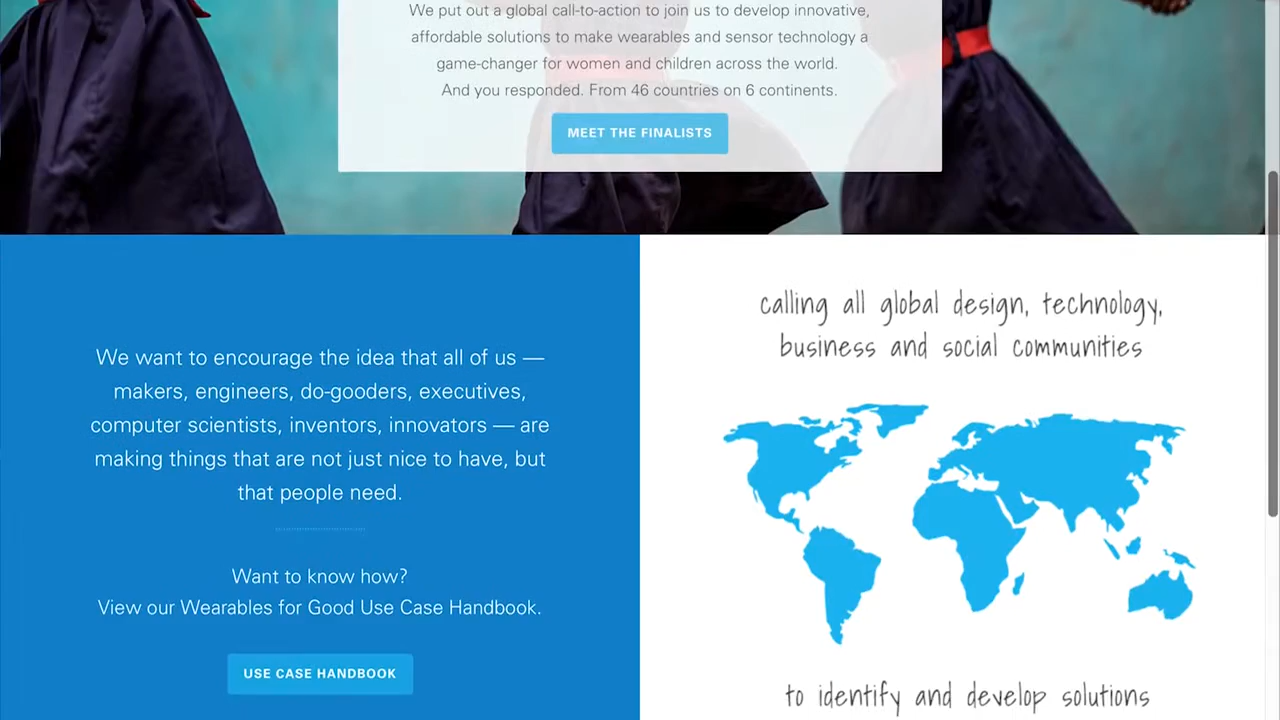 We put out a global call-to-action to join us to develop innovative,
affordable solutions to make wearables and sensor technology a
game-changer for women and children across the world.
And you responded. From 46 countries on 6 continents.
MEET THE FINALISTS
We want to encourage the idea that all of us —
makers, engineers, do-gooders, executives,
computer scientists, inventors, innovators — are
making things that are not just nice to have, but
that people need.
Want to know how?
View our Wearables for Good Use Case Handbook.
USE CASE HANDBOOK
calling all global design, technology,
business and social communities
to identify and develop solutions